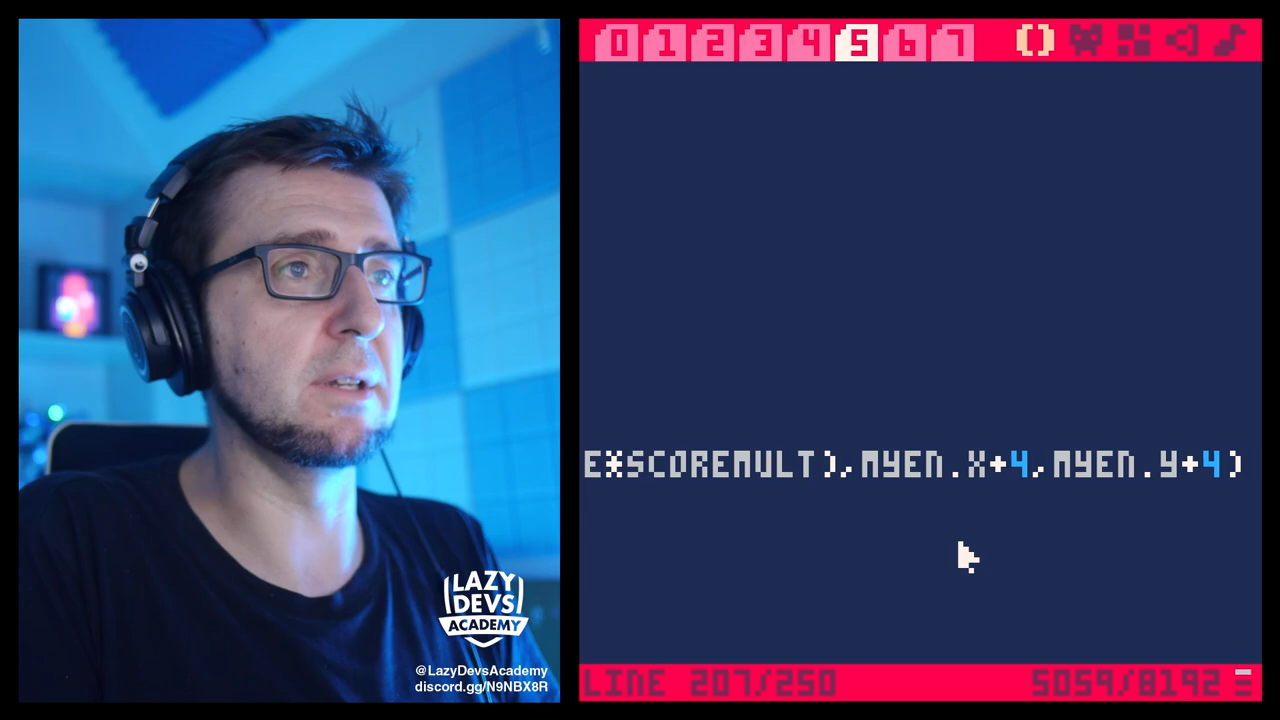 0 1 2 3 4 5 6 7 ()
E*SCOREMULT),MYEN.X+4,MYEN.Y+4)
LAZY
DEVS
ACADEMY
@LazyDevsAcademy
discord.gg/N9NBX8R
LINE 207/250 5059/8192